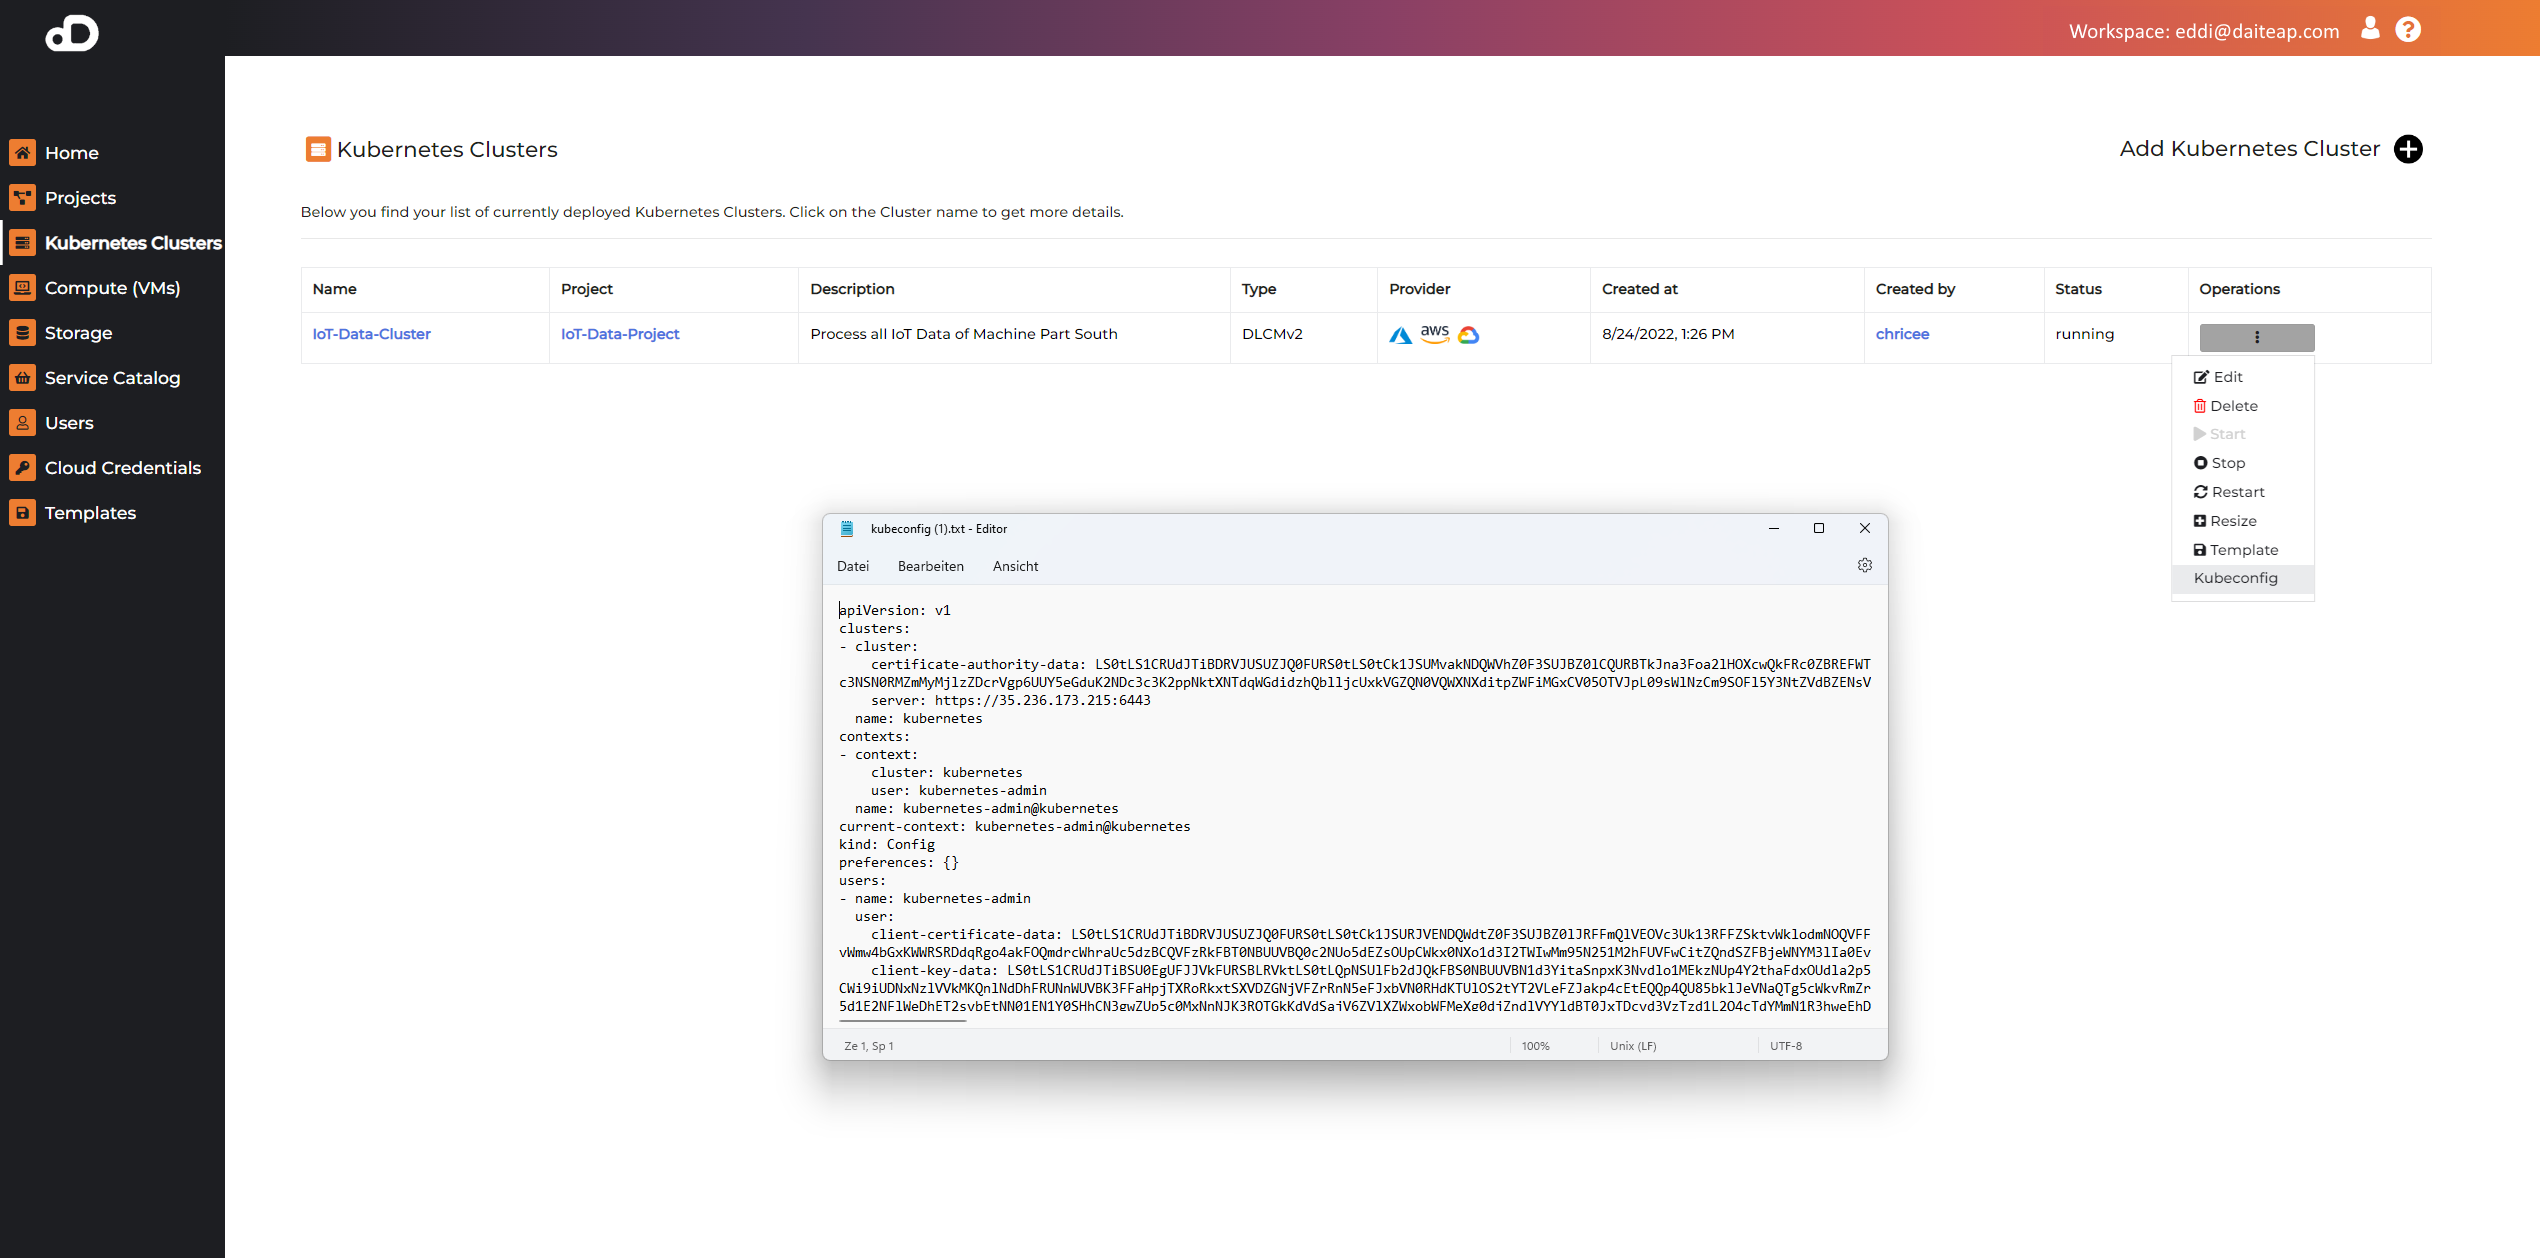 Workspace: eddi@daiteap.com
Home
Projects
Kubernetes Clusters
Compute (VMs)
Storage
Service Catalog
Users
Cloud Credentials
Templates
Kubernetes Clusters
Add Kubernetes Cluster
Below you find your list of currently deployed Kubernetes Clusters. Click on the Cluster name to get more details.
Name Project Description Type Provider Created at Created by Status Operations
IoT-Data-Cluster IoT-Data-Project Process all IoT Data of Machine Part South DLCMv2 aws 8/24/2022, 1:26 PM chricee running
Edit
Delete
Start
Stop
Restart
Resize
Template
Kubeconfig
kubeconfig (1).txt - Editor
Datei Bearbeiten Ansicht
apiVersion: v1
clusters:
- cluster:
certificate-authority-data:
server: https://35.236.173.215:6443
name: kubernetes
contexts:
- context:
cluster: kubernetes
user: kubernetes-admin
name: kubernetes-admin@kubernetes
current-context: kubernetes-admin@kubernetes
kind: Config
preferences: {}
users:
- name: kubernetes-admin
user:
client-certificate-data:
client-key-data:
Ze 1, Sp 1 100% Unix (LF) UTF-8